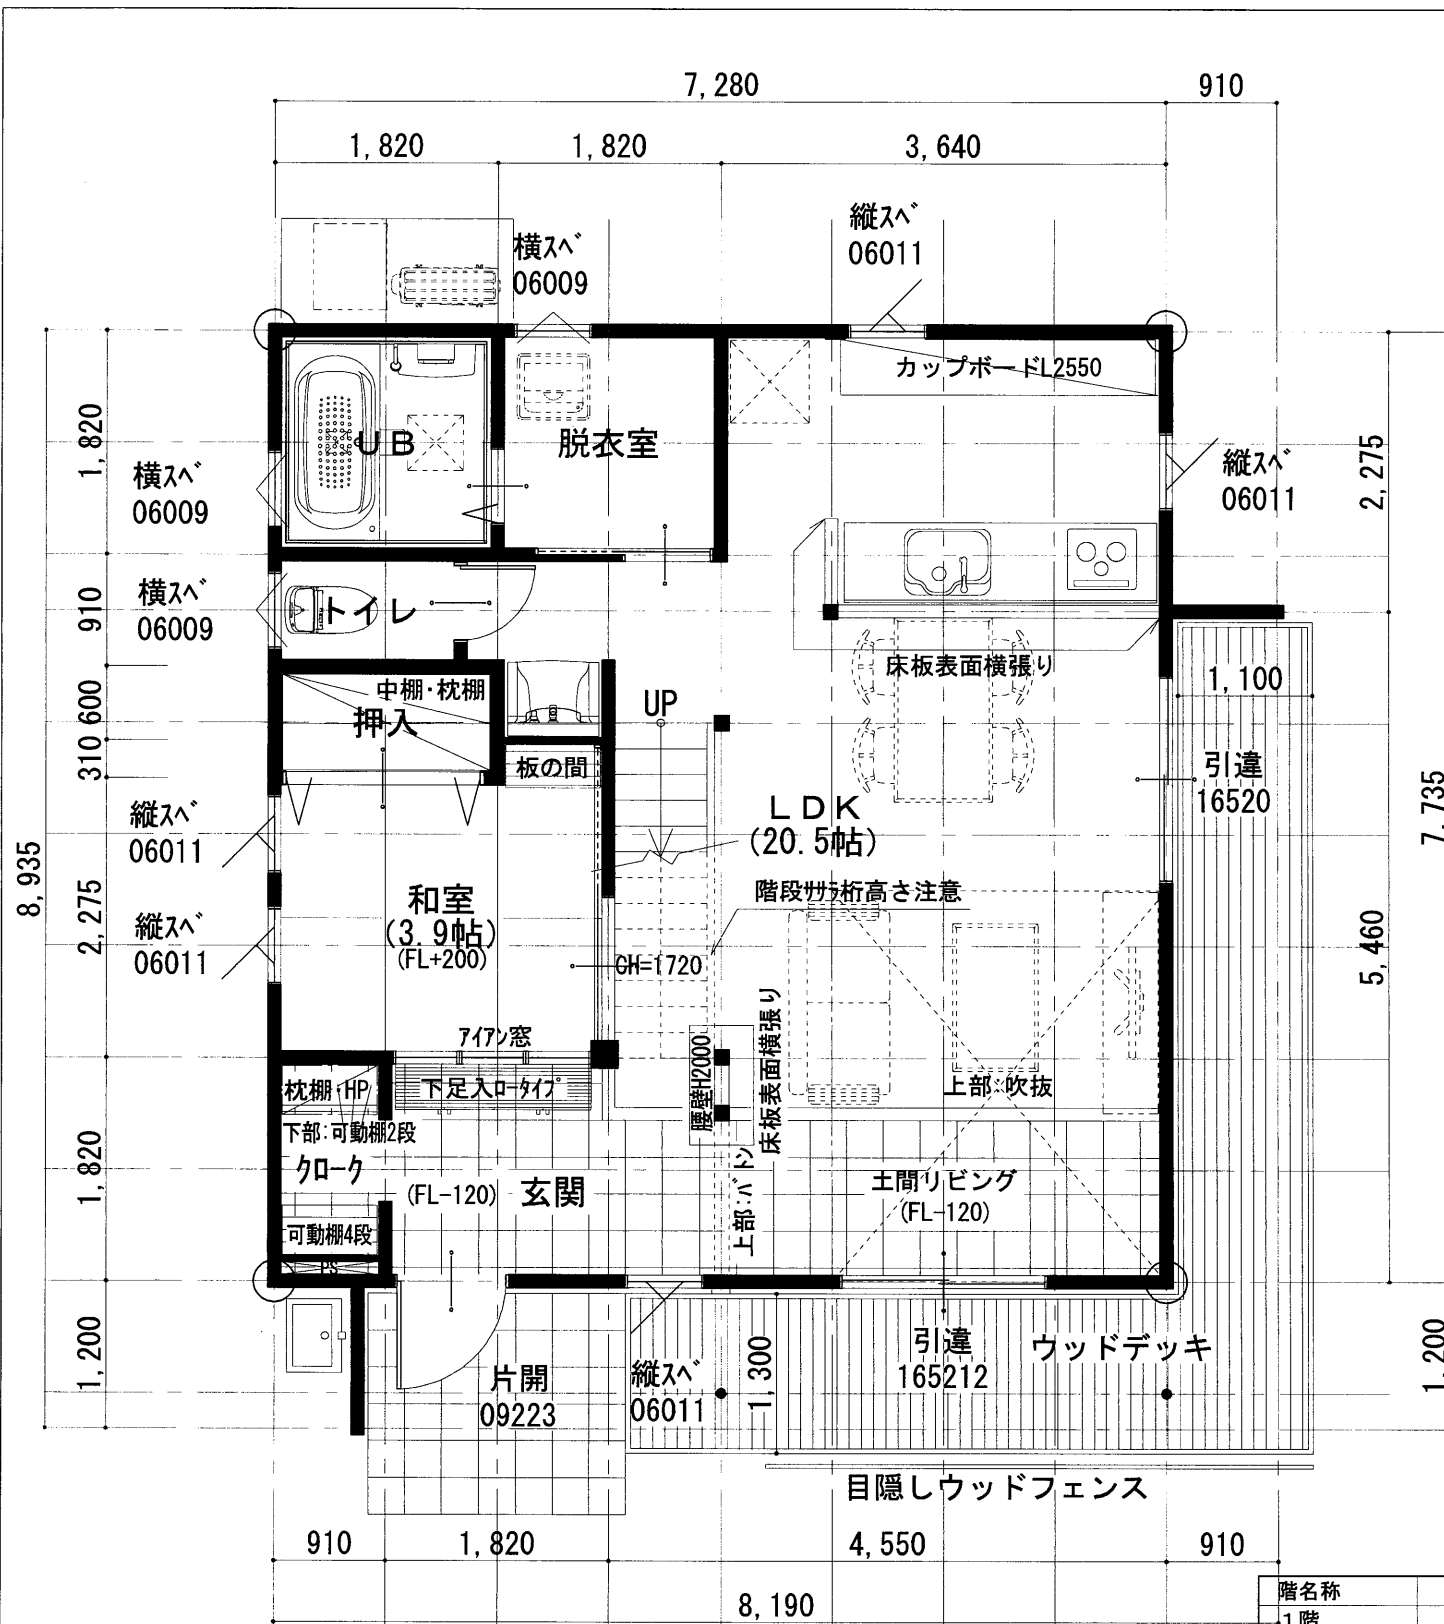 7,280
910
1,820
1,820
3,640
縦スベ
06011
横スベ
06009
カップボードL2550
UB
脱衣室
1,820
横スベ
06009
縦スベ
06011
2,275
910
横スベ
06009
トイレ
床板表面横張り
1,100
600
中棚・枕棚
押入
UP
310
板の間
引違
16520
LDK
(20.5帖)
7,735
縦スベ
06011
8,935
階段ササラ桁高さ注意
和室
(3.9帖)
(FL+200)
2,275
縦スベ
06011
CH=1720
5,460
アイアン窓
枕棚・HP
下足入ロータイプ
腰壁H2000
床板表面横張り
上部:吹抜
下部:可動棚2段
クローク
1,820
(FL-120)
玄関
上部:バトン
土間リビング
(FL-120)
可動棚4段
PS
1,200
片開
09223
縦スベ
06011
1,300
引違
165212
ウッドデッキ
1,200
目隠しウッドフェンス
910
1,820
4,550
910
8,190
階名称
1階